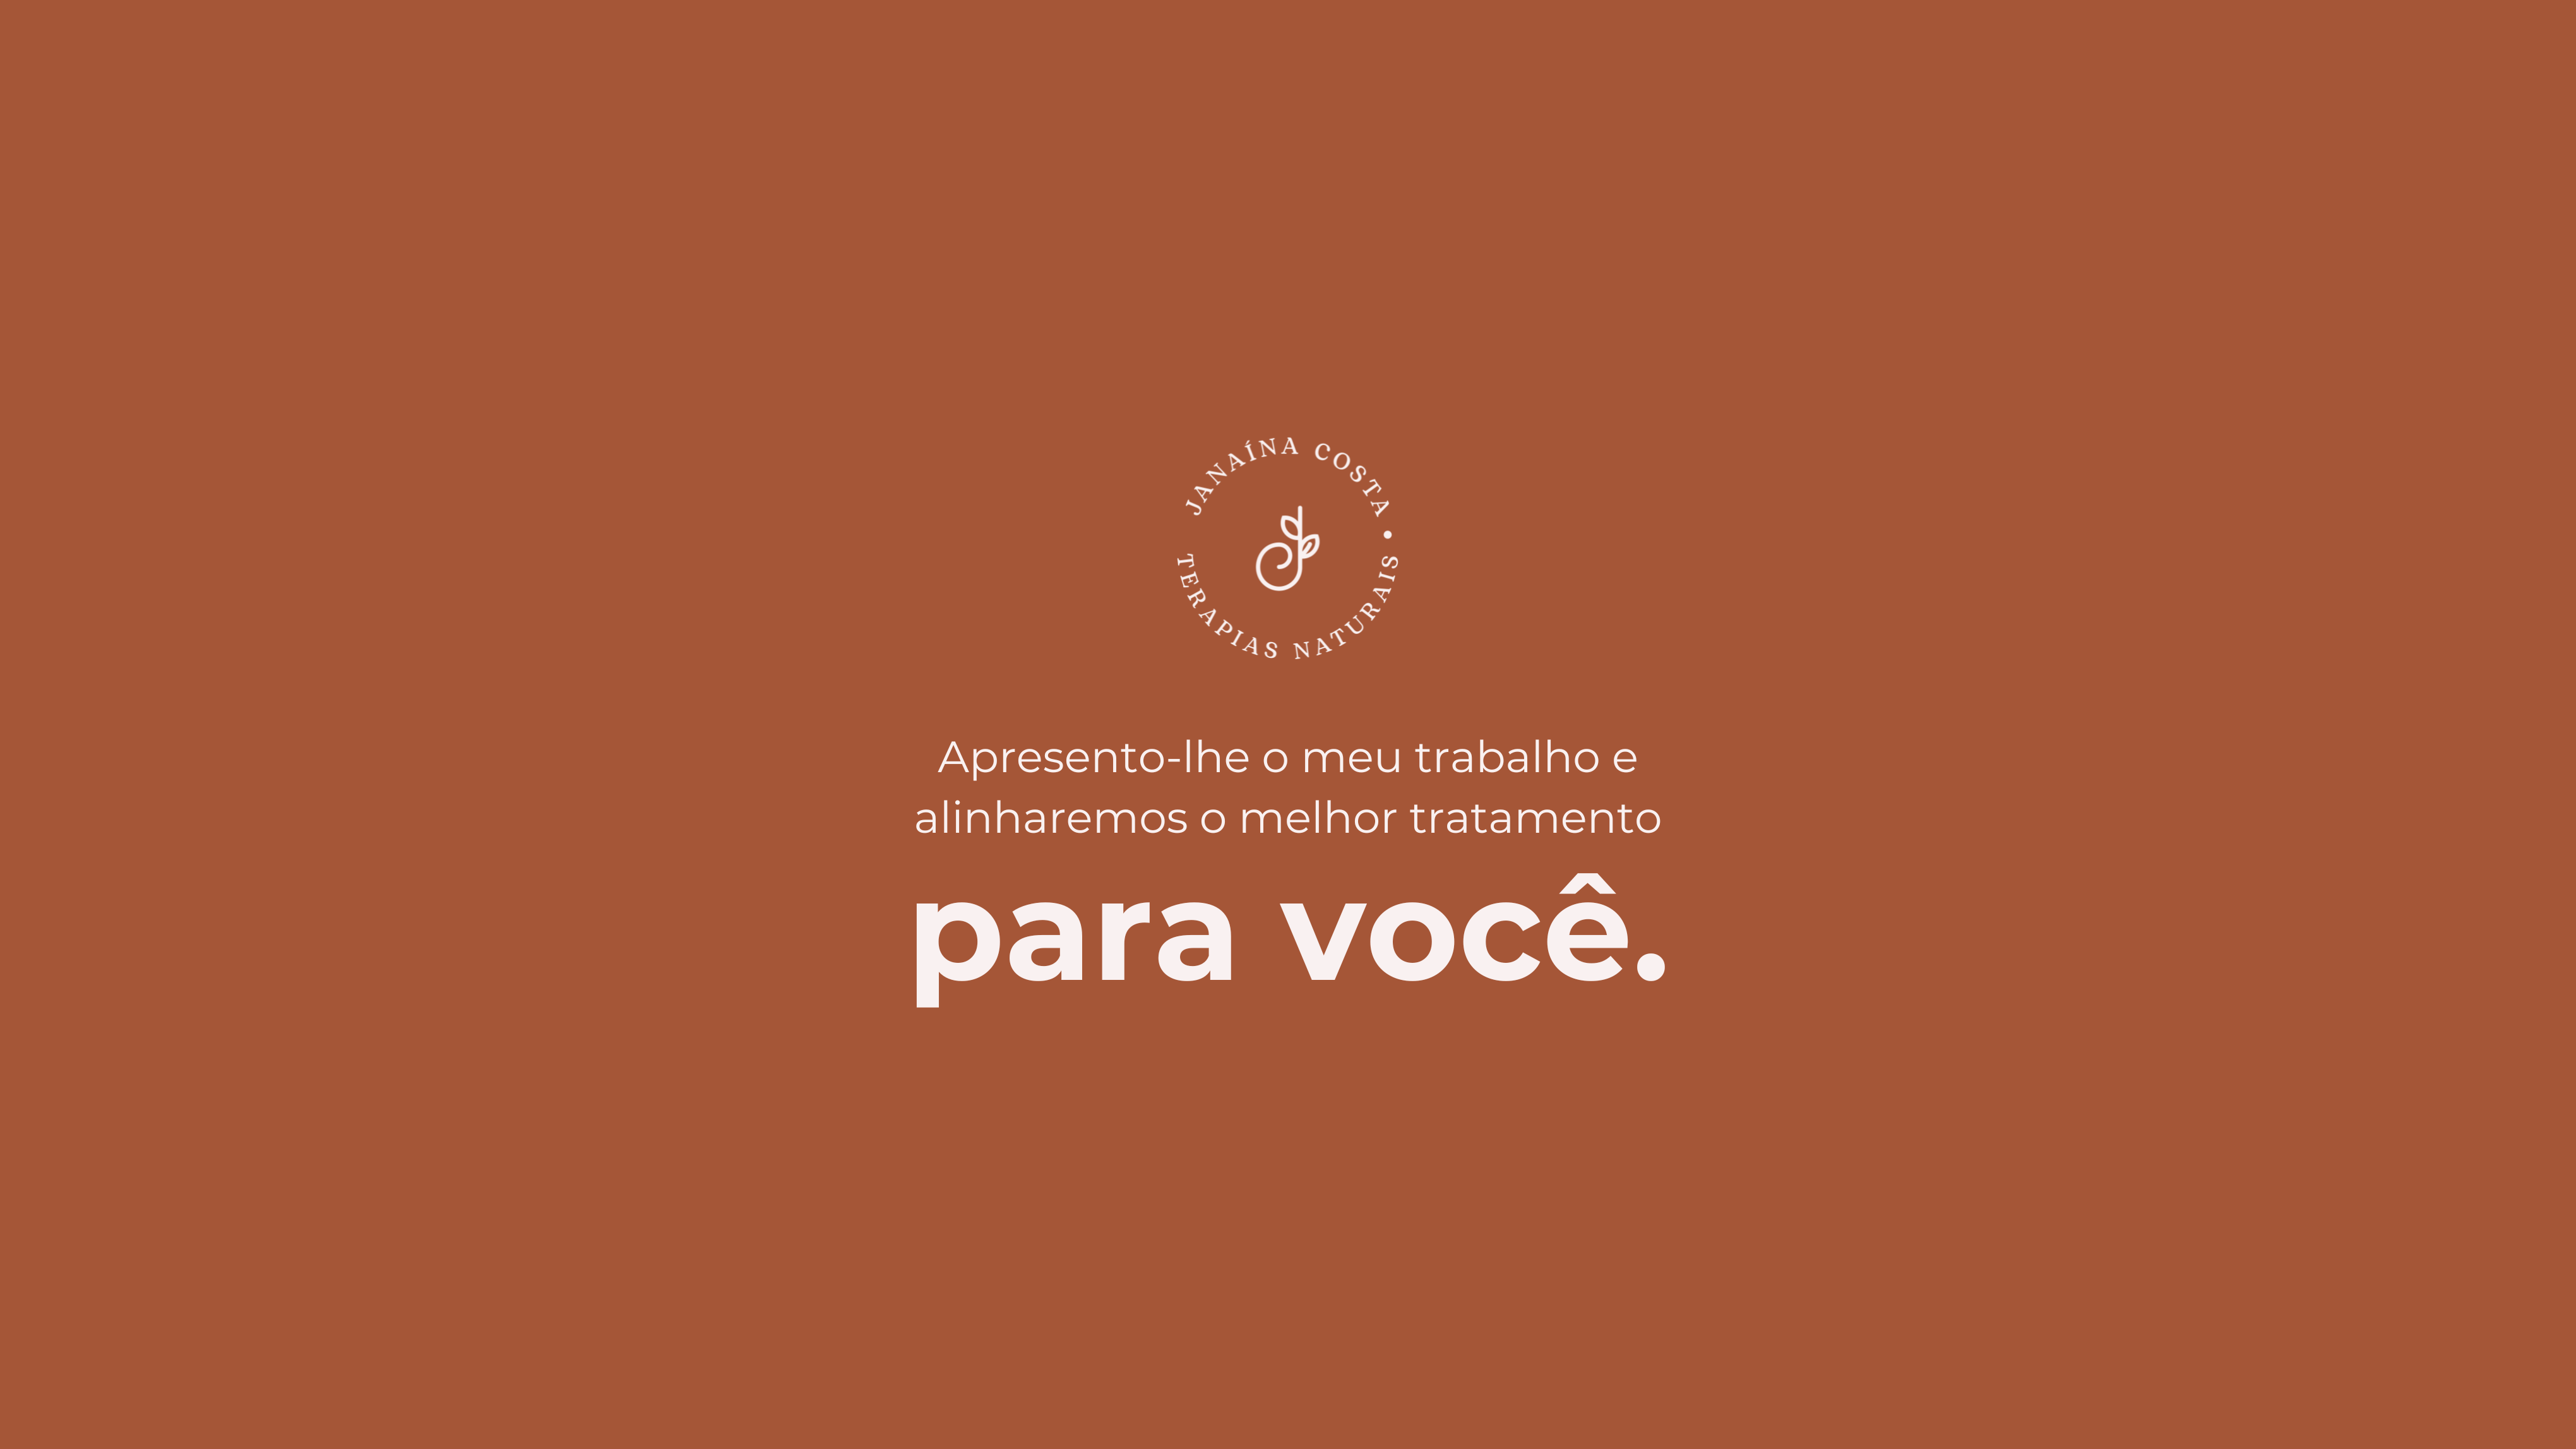 JANAÍNA COSTA •
TERAPIAS NATURAIS
Apresento-lhe o meu trabalho e
alinharemos o melhor tratamento
para você.